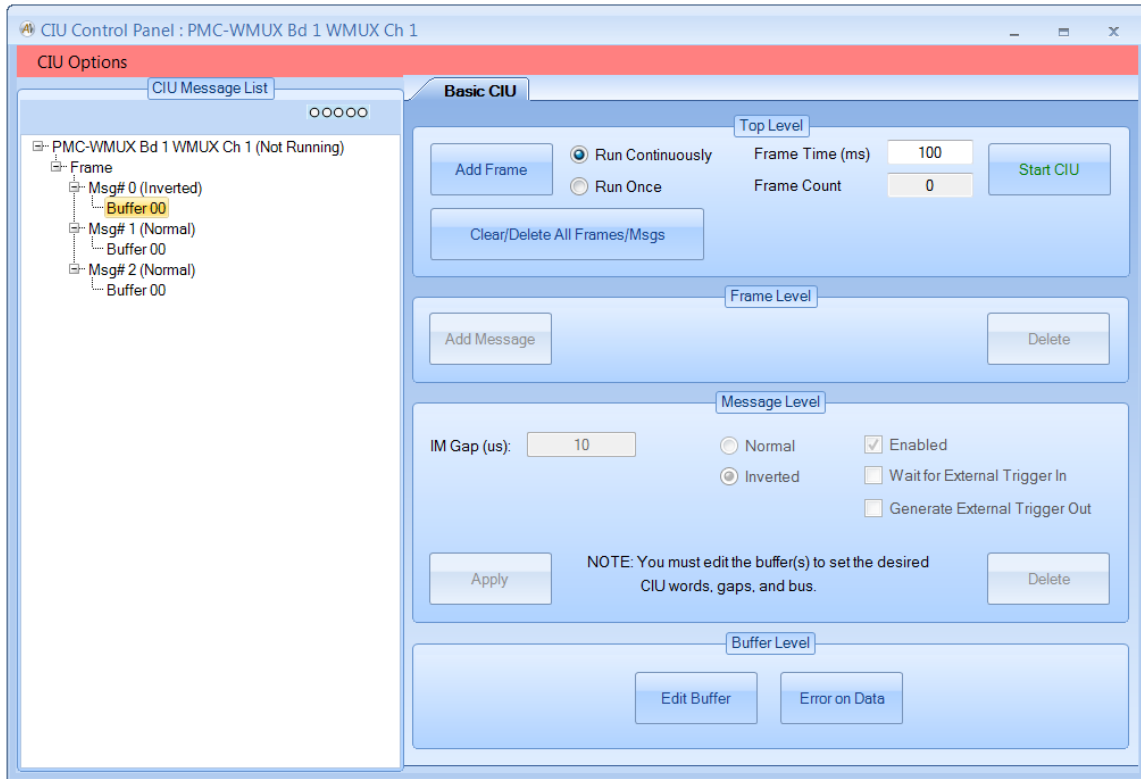 CIU Control Panel : PMC-WMUX Bd 1 WMUX Ch 1
CIU Options
CIU Message List
PMC-WMUX Bd 1 WMUX Ch 1 (Not Running)
Frame
Msg# 0 (Inverted)
Buffer 00
Msg# 1 (Normal)
Buffer 00
Msg# 2 (Normal)
Buffer 00
Basic CIU
Top Level
Add Frame
Run Continuously
Run Once
Frame Time (ms)
100
Frame Count
0
Start CIU
Clear/Delete All Frames/Msgs
Frame Level
Add Message
Delete
Message Level
IM Gap (us):
10
Normal
Inverted
Enabled
Wait for External Trigger In
Generate External Trigger Out
Apply
NOTE: You must edit the buffer(s) to set the desired
CIU words, gaps, and bus.
Delete
Buffer Level
Edit Buffer
Error on Data